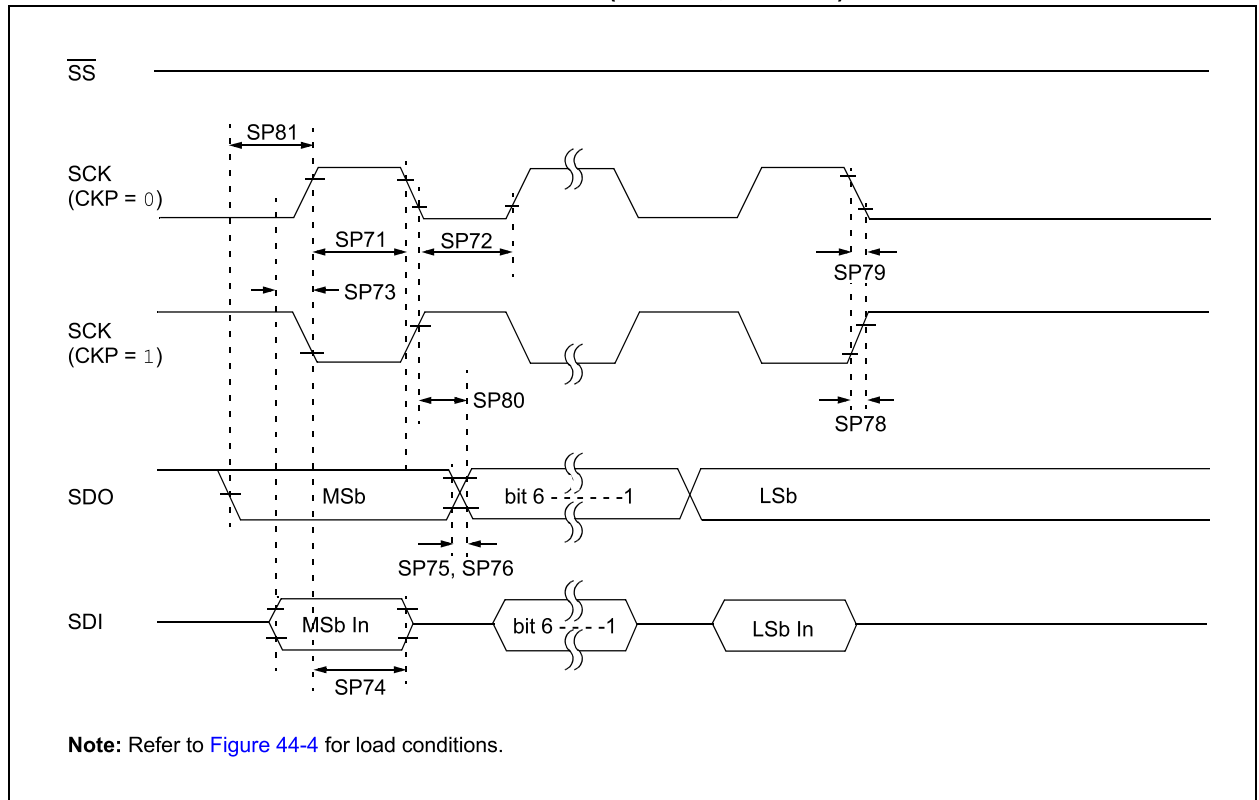 SS
SP81
SCK
(CKP = 0)
SP71
SP72
SP79
SP73
SCK
(CKP = 1)
SP80
SP78
SDO
MSb
bit 6 - - - - - - -1
LSb
SP75, SP76
SDI
MSb In
bit 6 - - - - -1
LSb In
SP74
Note: Refer to Figure 44-4 for load conditions.